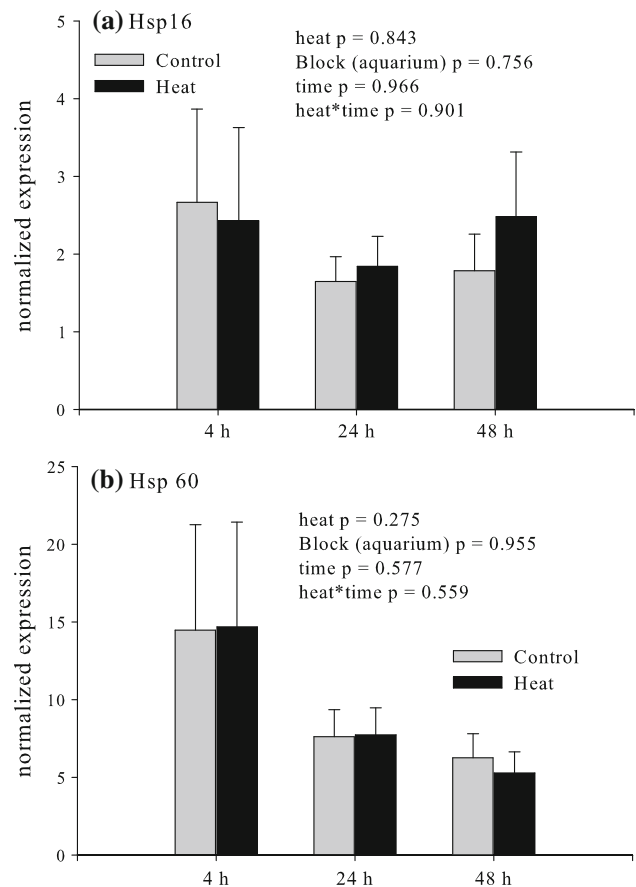 (a) Hsp16
Control
Heat
heat p = 0.843
Block (aquarium) p = 0.756
time p = 0.966
heat*time p = 0.901
normalized expression
5
4
3
2
1
0
4 h
24 h
48 h
(b) Hsp 60
heat p = 0.275
Block (aquarium) p = 0.955
time p = 0.577
heat*time p = 0.559
Control
Heat
normalized expression
25
20
15
10
5
0
4 h
24 h
48 h